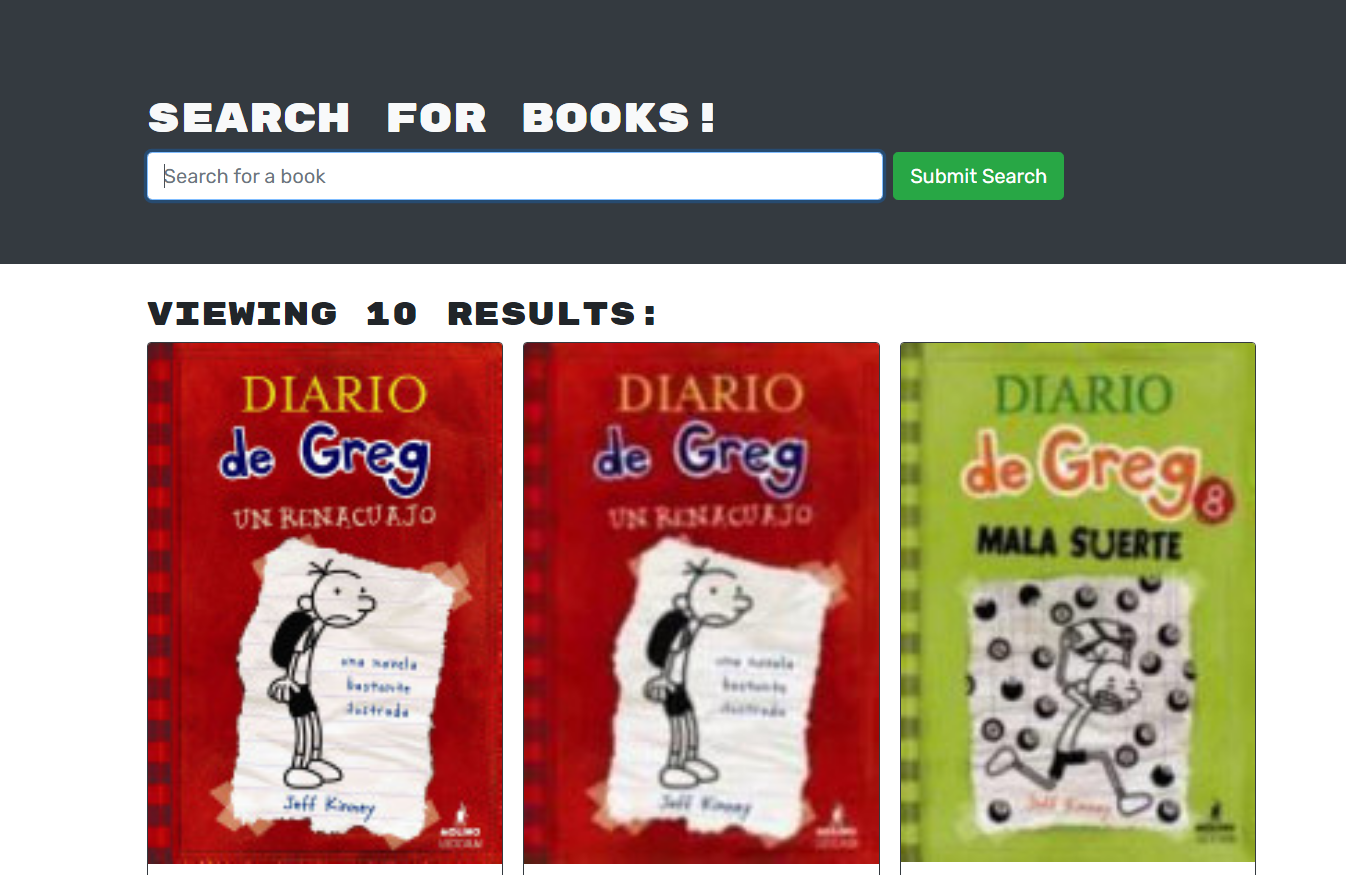 SEARCH FOR BOOKS!
Search for a book
Submit Search
VIEWING 10 RESULTS:
DIARIO
de Greg
UN RENACUAJO
una novela
bastante
ilustrada
Jeff Kinney
MOLINO
DIARIO
de Greg
UN RENACUAJO
una novela
bastante
ilustrada
Jeff Kinney
MOLINO
DIARIO
de Greg
8
MALA SUERTE
Jeff Kinney
MOLINO